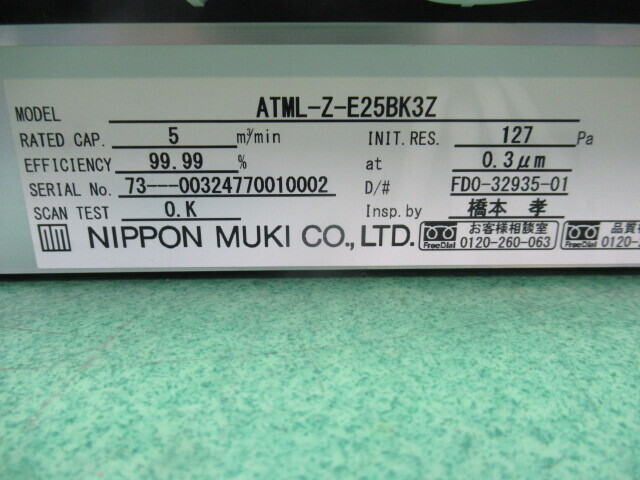 MODEL ATML-Z-E25BK3Z
RATED CAP. 5 m³/min INIT. RES. 127 Pa
EFFICIENCY 99.99 % at 0.3μm
SERIAL No. 73---00324770010002 D/# FDO-32935-01
SCAN TEST O.K Insp. by 橋本 孝
NIPPON MUKI CO., LTD. FreeDial お客様相談室 0120-260-063 FreeDial 品質 0120-